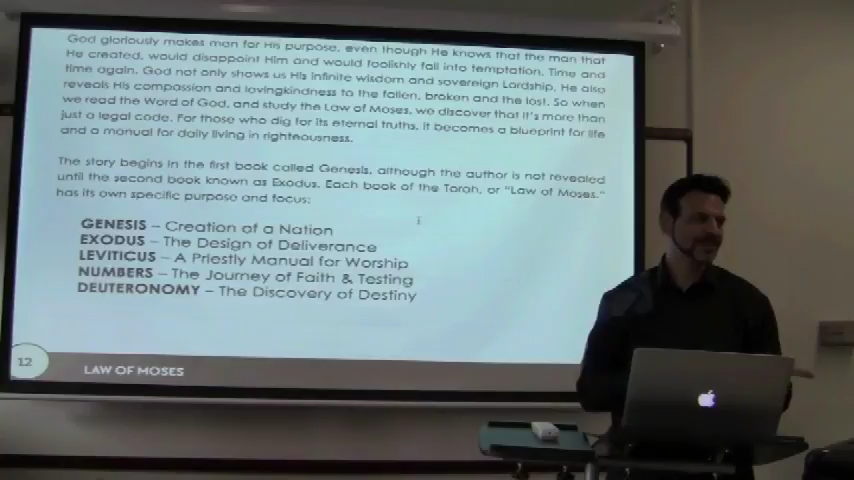 God gloriously makes man for His purpose, even though He knows that the man that
He created, would disappoint Him and would foolishly fall into temptation. Time and
time again, God not only shows us His infinite wisdom and sovereign Lordship, He also
reveals His compassion and lovingkindness to the fallen, broken and the lost. So when
we read the Word of God, and study the Law of Moses, we discover that it's more than
just a legal code. For those who dig for its eternal truths, it becomes a blueprint for life
and a manual for daily living in righteousness.
The story begins in the first book called Genesis, although the author is not revealed
until the second book known as Exodus. Each book of the Torah, or "Law of Moses,"
has its own specific purpose and focus:
GENESIS – Creation of a Nation
EXODUS – The Design of Deliverance
LEVITICUS – A Priestly Manual for Worship
NUMBERS – The Journey of Faith & Testing
DEUTERONOMY – The Discovery of Destiny
12
LAW OF MOSES